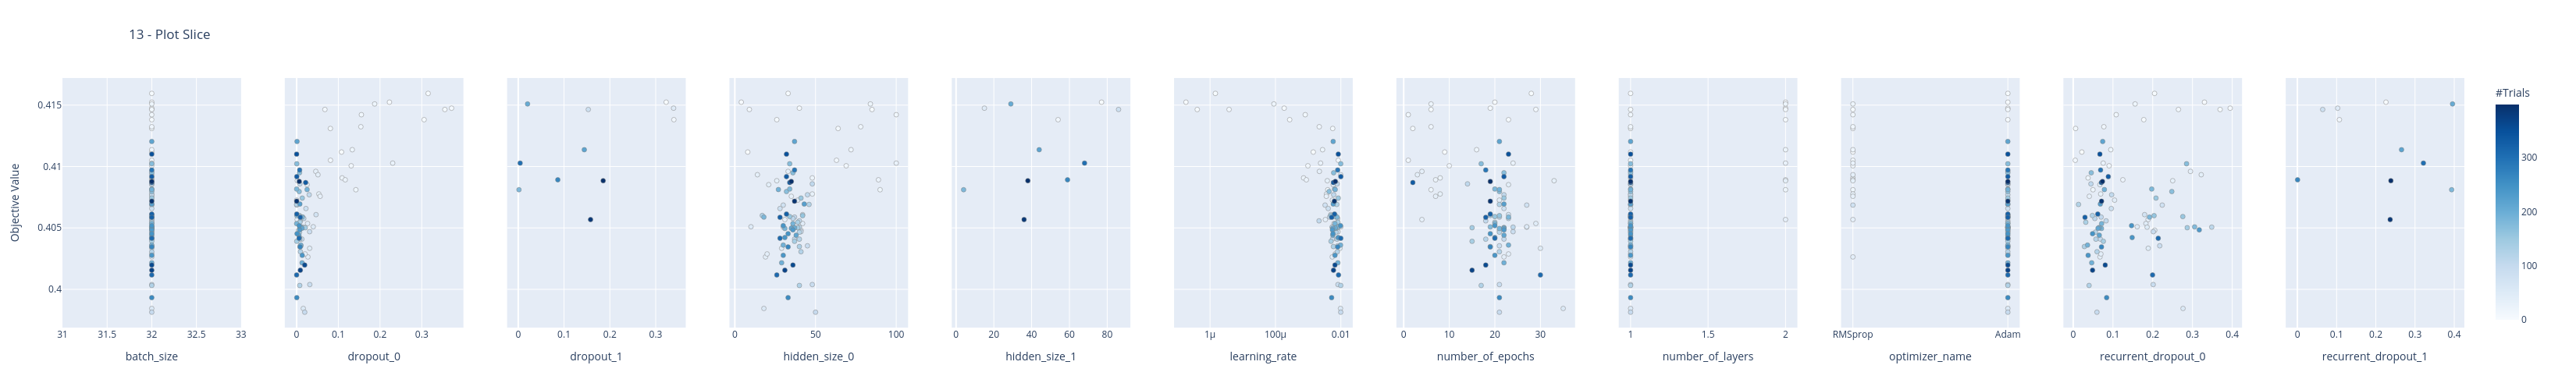 13 - Plot Slice
#Trials
Objective Value
0.415
0.41
0.405
0.4
300
200
100
0
31 31.5 32 32.5 33
0 0.1 0.2 0.3
0 0.1 0.2 0.3
0 50 100
0 20 40 60 80
1μ 100μ 0.01
0 10 20 30
1 1.5 2
RMSprop Adam
0 0.1 0.2 0.3 0.4
0 0.1 0.2 0.3 0.4
batch_size
dropout_0
dropout_1
hidden_size_0
hidden_size_1
learning_rate
number_of_epochs
number_of_layers
optimizer_name
recurrent_dropout_0
recurrent_dropout_1